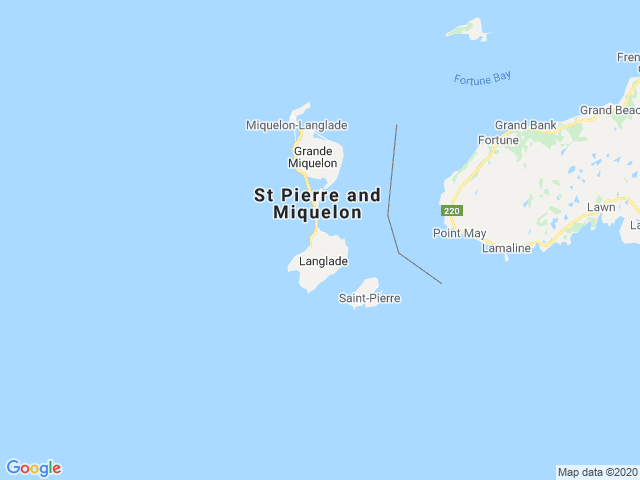 Fren
Fortune Bay
Grand Beac
Miquelon-Langlade
Grand Bank
Fortune
Grande
Miquelon
St Pierre and
Miquelon
220
Lawn
La
Point May
Lamaline
Langlade
Saint-Pierre
Google
Map data ©2020